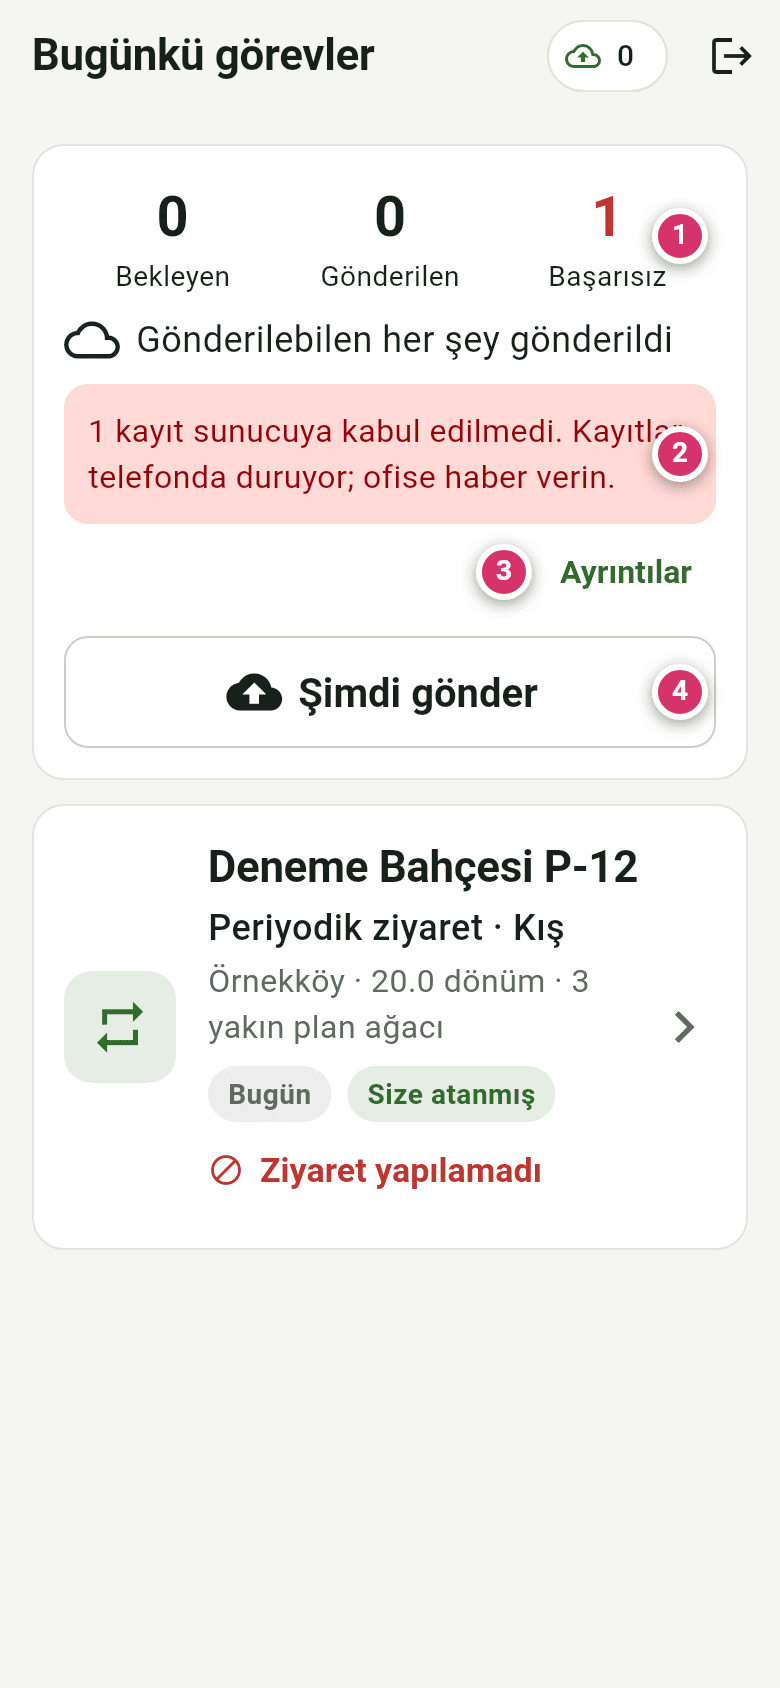 Bugünkü görevler
0
0
0
1
1
Bekleyen
Gönderilen
Başarısız
Gönderilebilen her şey gönderildi
1 kayıt sunucuya kabul edilmedi. Kayıtlar
2
telefonda duruyor; ofise haber verin.
3
Ayrıntılar
Şimdi gönder
4
Deneme Bahçesi P-12
Periyodik ziyaret · Kış
Örnekköy · 20.0 dönüm · 3
yakın plan ağacı
Bugün
Size atanmış
Ziyaret yapılamadı